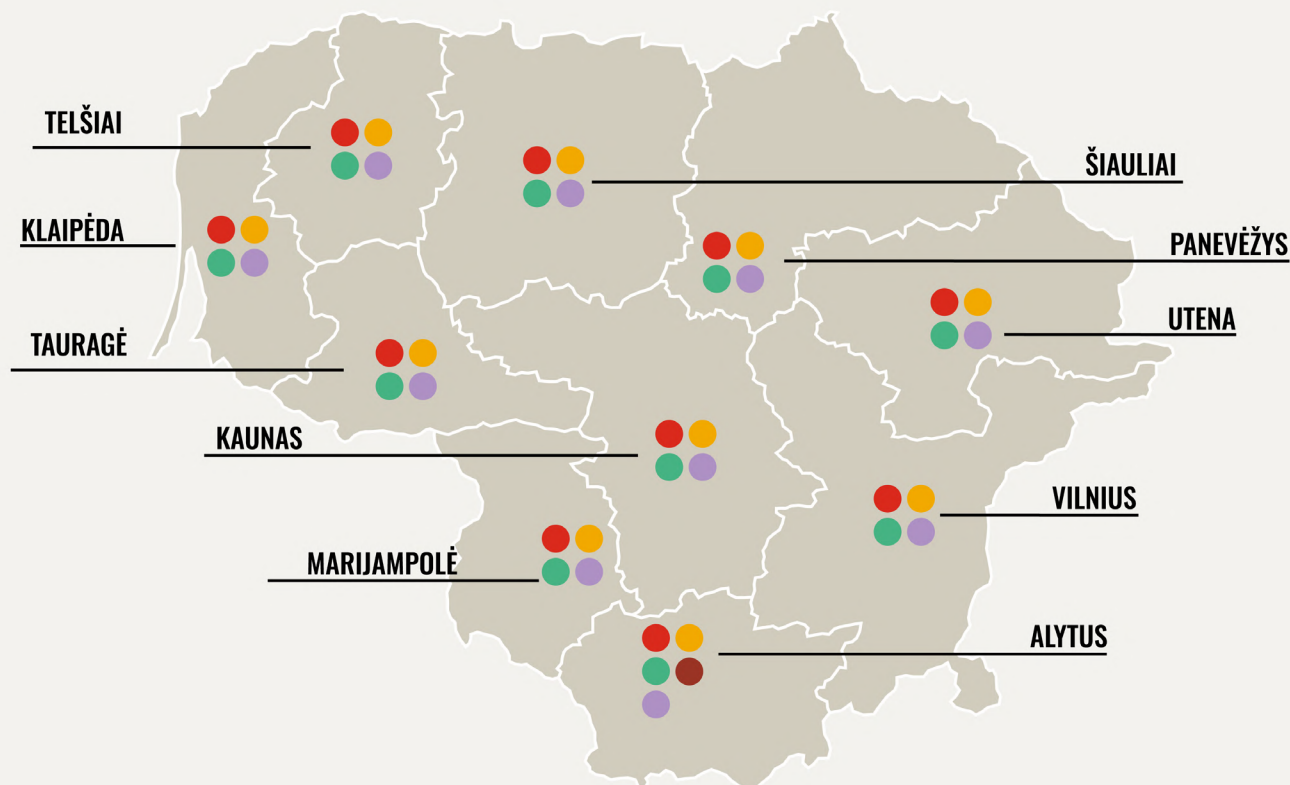 TELŠIAI
ŠIAULIAI
KLAIPĖDA
PANEVĖŽYS
UTENA
TAURAGĖ
KAUNAS
VILNIUS
MARIJAMPOLĖ
ALYTUS